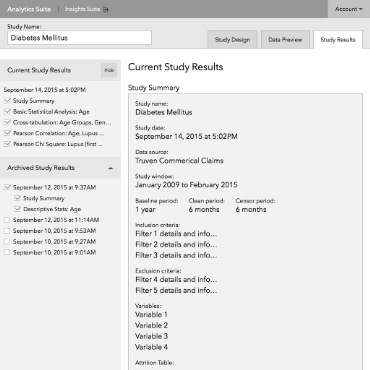 Analytics Suite | Insights Suite
Account
Study Name:
Diabetes Mellitus
Study Design
Data Preview
Study Results
Current Study Results
Hide
September 14, 2015 at 5:02PM
Study Summary
Basic Statistical Analysis: Age
Cross-tabulation: Age Groups, Gen...
Pearson Correlation: Age, Lupus ...
Pearson Chi Square: Lupus (first ...
Archived Study Results
September 12, 2015 at 9:37AM
Study Summary
Descriptive Stats: Age
September 12, 2015 at 11:14AM
September 10, 2015 at 9:53AM
September 10, 2015 at 9:27AM
September 10, 2015 at 9:01AM
Current Study Results
Study Summary
Study name:
Diabetes Mellitus
Study date:
September 14, 2015 at 5:02PM
Data source:
Truven Commerical Claims
Study window:
January 2009 to February 2015
Baseline period: Clean period: Censor period:
1 year 6 months 6 months
Inclusion criteria:
Filter 1 details and info...
Filter 2 details and info...
Filter 3 details and info...
Exclusion criteria:
Filter 4 details and info...
Filter 5 details and info...
Variables:
Variable 1
Variable 2
Variable 3
Variable 4
Attrition Table: